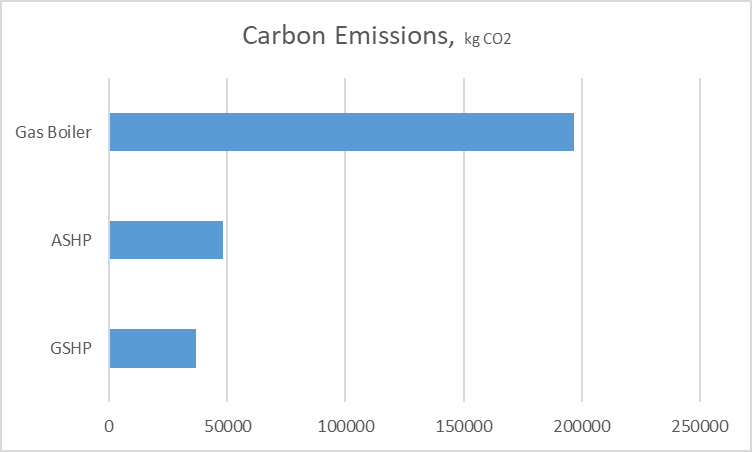 Carbon Emissions, kg CO2
Gas Boiler
ASHP
GSHP
0 50000 100000 150000 200000 250000